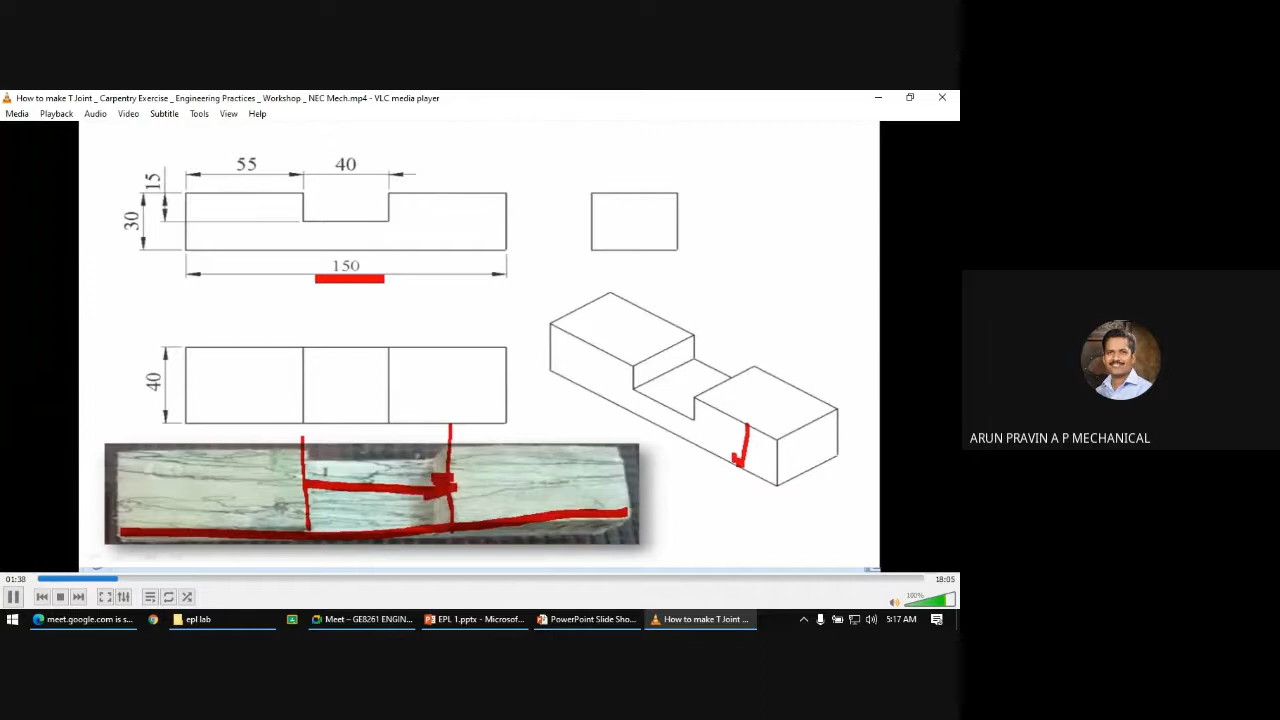 How to make T Joint _ Carpentry Exercise _ Engineering Practices _ Workshop _ NEC Mech.mp4 - VLC media player
Media Playback Audio Video Subtitle Tools View Help
55 40
15
30
150
40
ARUN PRAVIN A P MECHANICAL
01:38 18:05
100%
meet.google.com is s... epl lab Meet – GE8261 ENGIN... EPL 1.pptx - Microsof... PowerPoint Slide Sho... How to make T Joint ... 5:17 AM